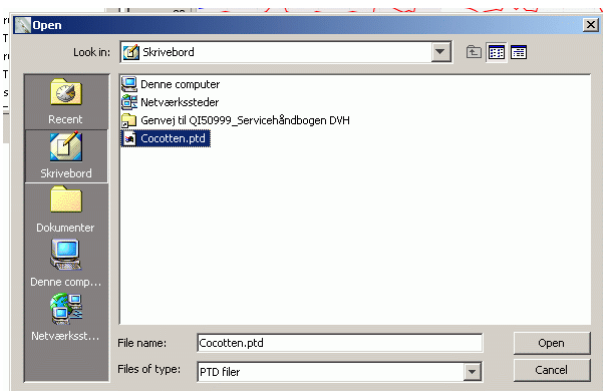 Open
Look in:
Skrivebord
Recent
Skrivebord
Dokumenter
Denne comp...
Netværksst...
Denne computer
Netværkssteder
Genvej til QI50999_Servicehåndbogen DVH
Cocotten.ptd
File name:
Cocotten.ptd
Open
Files of type:
PTD filer
Cancel